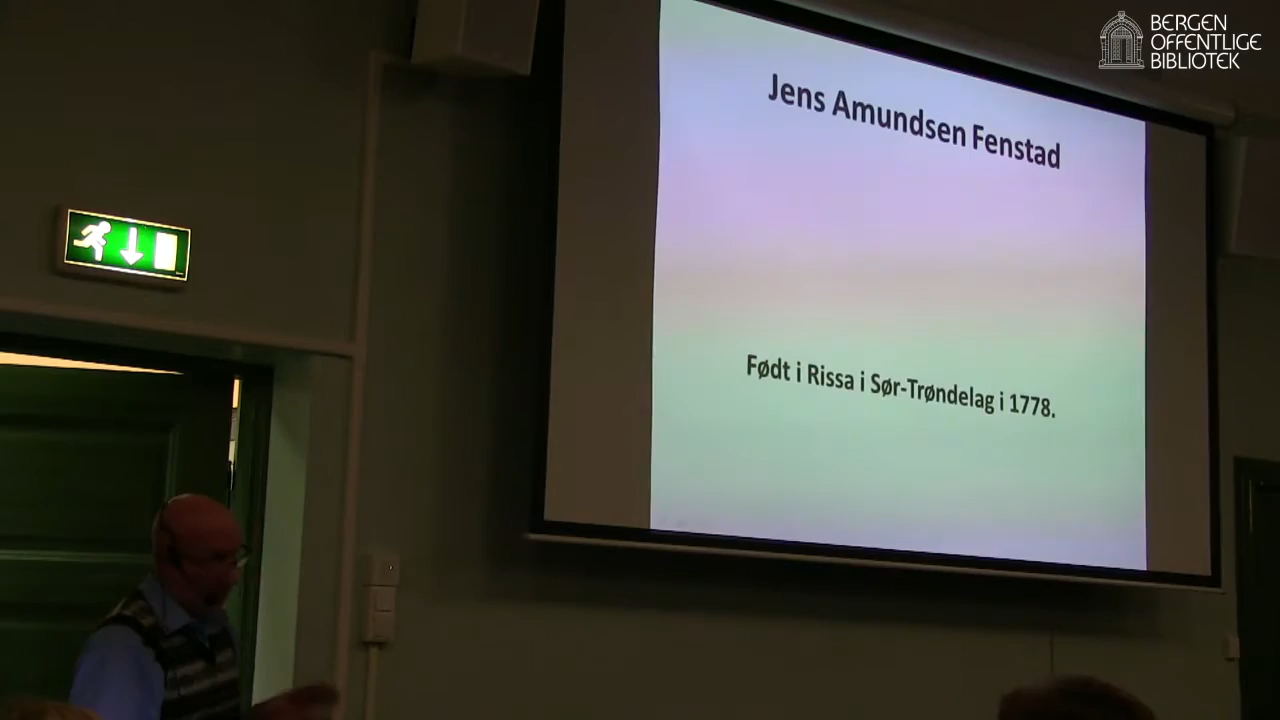 BERGEN
OFFENTLIGE
BIBLIOTEK
Jens Amundsen Fenstad
Født i Rissa i Sør-Trøndelag i 1778.